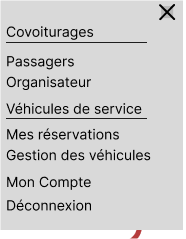 Covoiturages
Passagers
Organisateur
Véhicules de service
Mes réservations
Gestion des véhicules
Mon Compte
Déconnexion